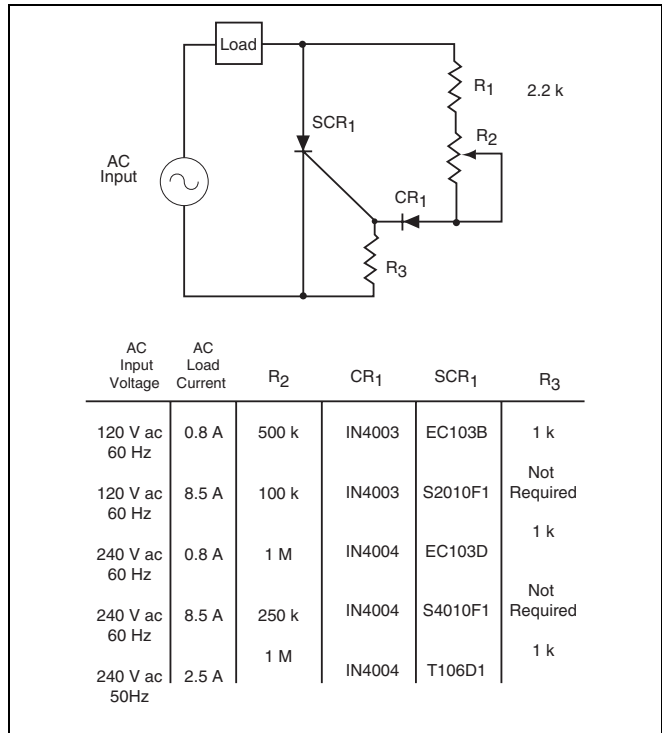 Load
R1
2.2 k
SCR1
R2
AC
Input
CR1
R3
AC
Input
Voltage
AC
Load
Current
R2
CR1
SCR1
R3
120 V ac
60 Hz
0.8 A
500 k
IN4003
EC103B
1 k
120 V ac
60 Hz
8.5 A
100 k
IN4003
S2010F1
Not
Required
240 V ac
60 Hz
0.8 A
1 M
IN4004
EC103D
1 k
240 V ac
60 Hz
8.5 A
250 k
IN4004
S4010F1
Not
Required
240 V ac
50Hz
2.5 A
1 M
IN4004
T106D1
1 k